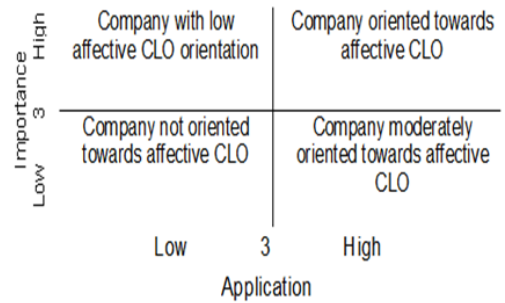 Company with low
affective CLO orientation
Company oriented towards
affective CLO
Company not oriented
towards affective CLO
Company moderately
oriented towards affective
CLO
Importance
High
3
Low
Low 3 High
Application